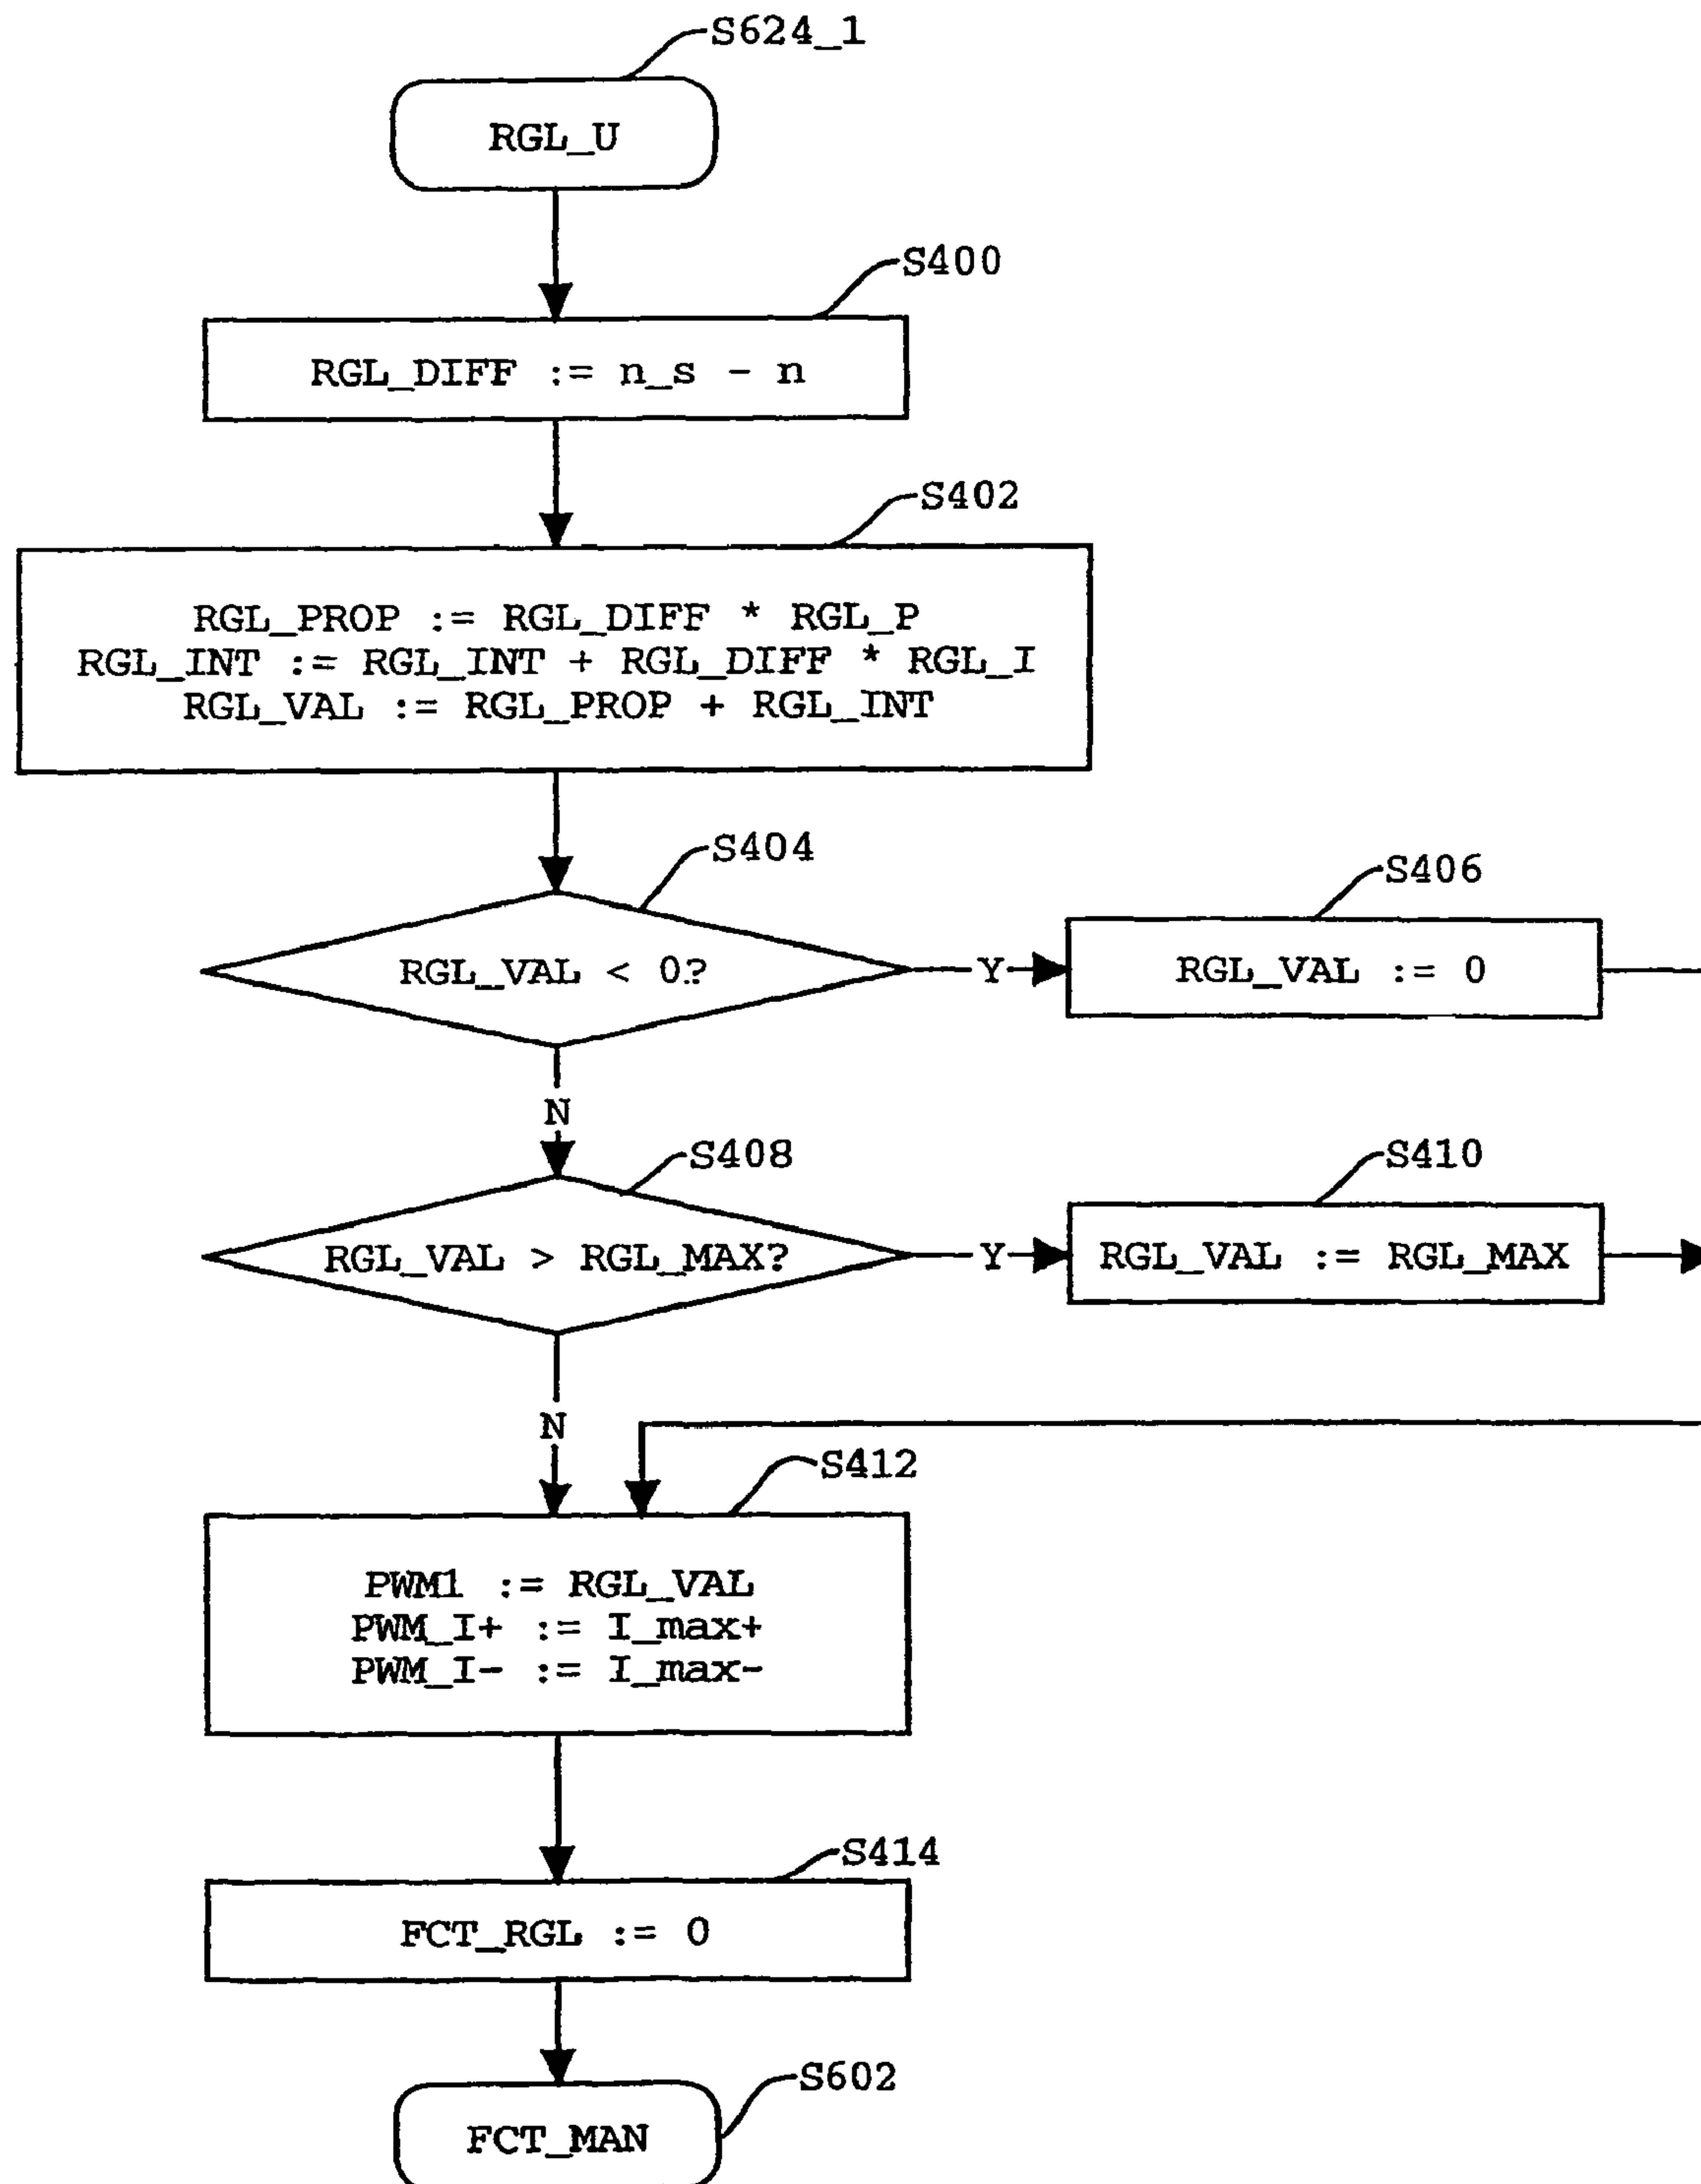 S624_1
RGL_U
S400
RGL_DIFF := n_s - n
S402
RGL_PROP := RGL_DIFF * RGL_P
RGL_INT := RGL_INT + RGL_DIFF * RGL_I
RGL_VAL := RGL_PROP + RGL_INT
S404
RGL_VAL < 0?
Y
S406
RGL_VAL := 0
N
S408
RGL_VAL > RGL_MAX?
Y
S410
RGL_VAL := RGL_MAX
N
S412
PWM1 := RGL_VAL
PWM_I+ := I_max+
PWM_I- := I_max-
S414
FCT_RGL := 0
S602
FCT_MAN